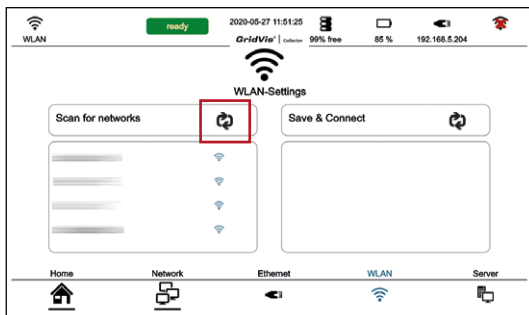 WLAN
ready
2020-05-27 11:51:25
GridVis® | Collector
99% free
85 %
192.168.5.204
WLAN-Settings
Scan for networks
Save & Connect
Home
Network
Ethernet
WLAN
Server